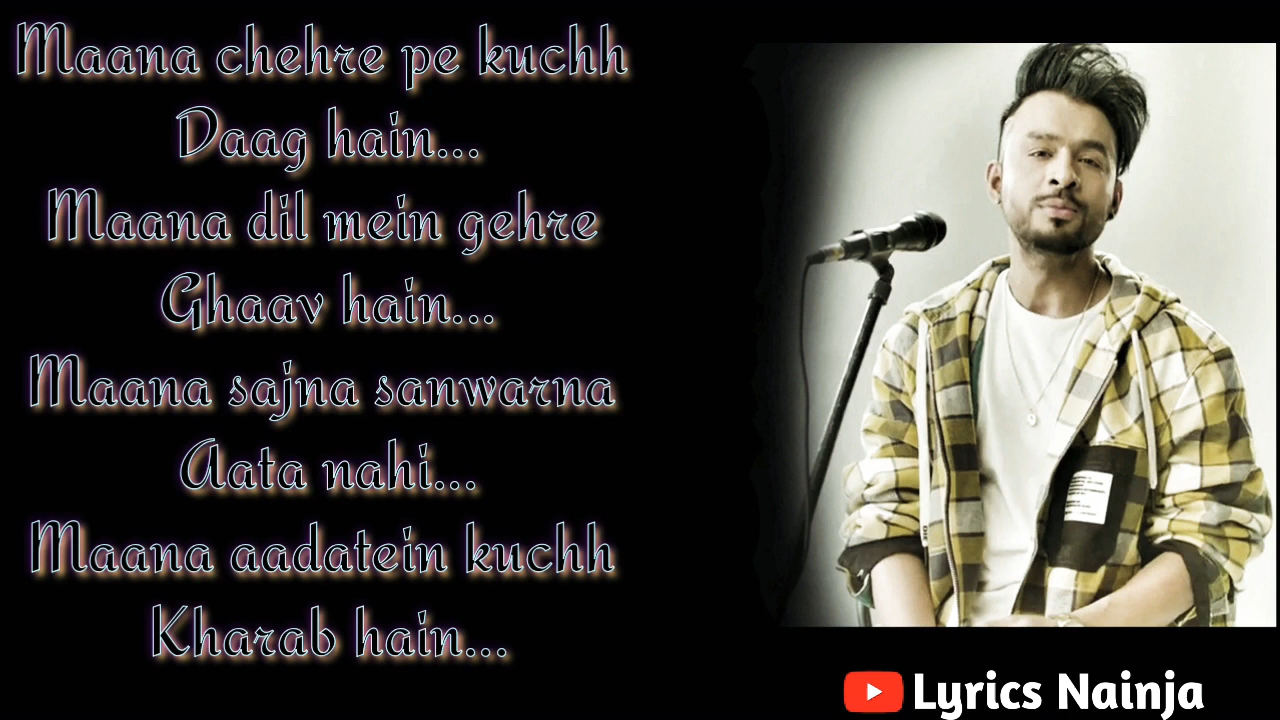 Maana chehre pe kuchh
Daag hain...
Maana dil mein gehre
Ghaav hain...
Maana sajna sanwarna
Aata nahi...
Maana aadatein kuchh
Kharab hain...
Lyrics Nainja